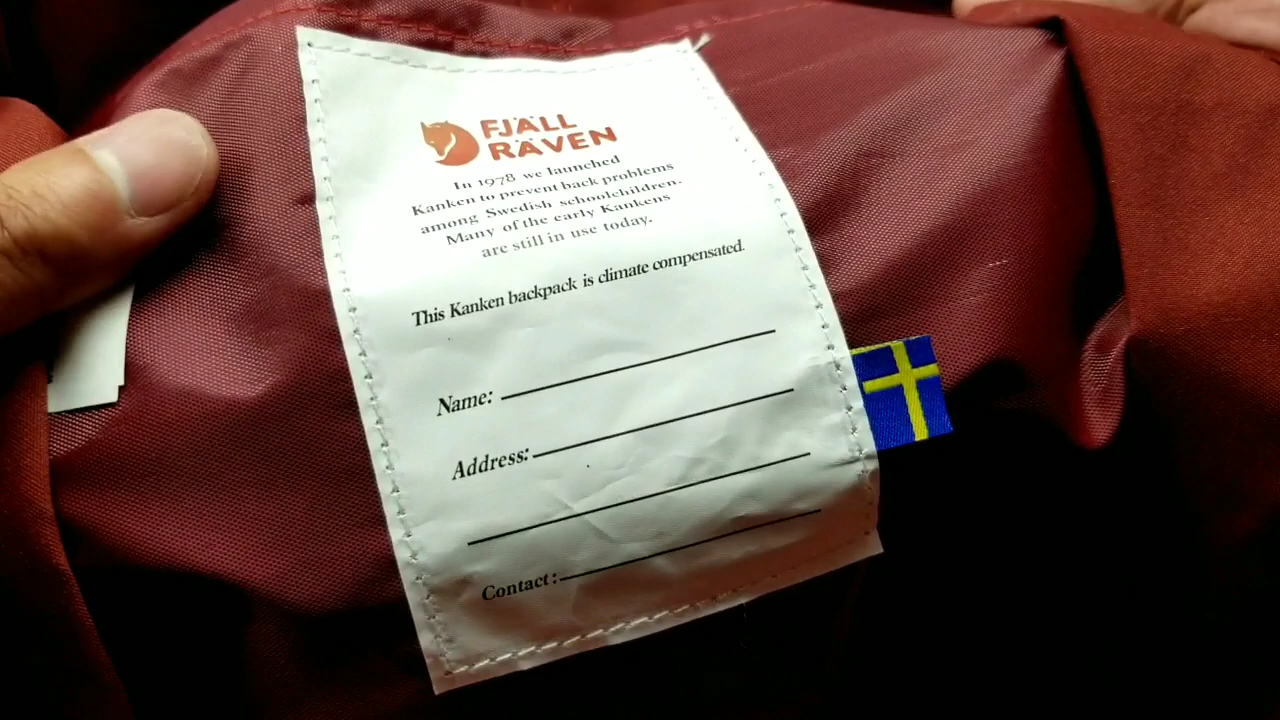 FJÄLL
RÄVEN
In 1978 we launched
Kanken to prevent back problems
among Swedish schoolchildren.
Many of the early Kankens
are still in use today.
This Kanken backpack is climate compensated.
Name:
Address:
Contact: